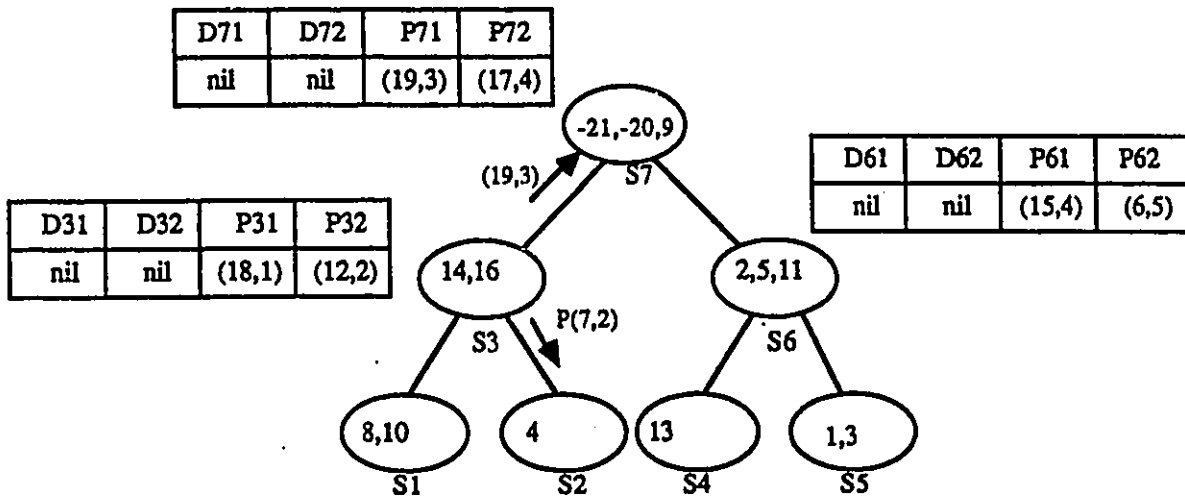 D71 D72 P71 P72
nil nil (19,3) (17,4)
-21,-20,9
S7
(19,3)
D61 D62 P61 P62
nil nil (15,4) (6,5)
D31 D32 P31 P32
nil nil (18,1) (12,2)
14,16
S3
2,5,11
S6
P(7,2)
8,10
S1
4
S2
13
S4
1,3
S5